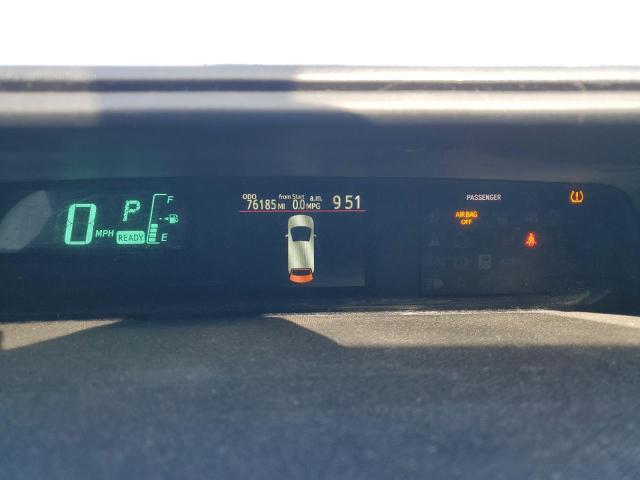 0 MPH
P
READY
F
E
ODO 76185 MI
from Start 0.0 MPG
a.m. 9 51
PASSENGER
AIR BAG
OFF